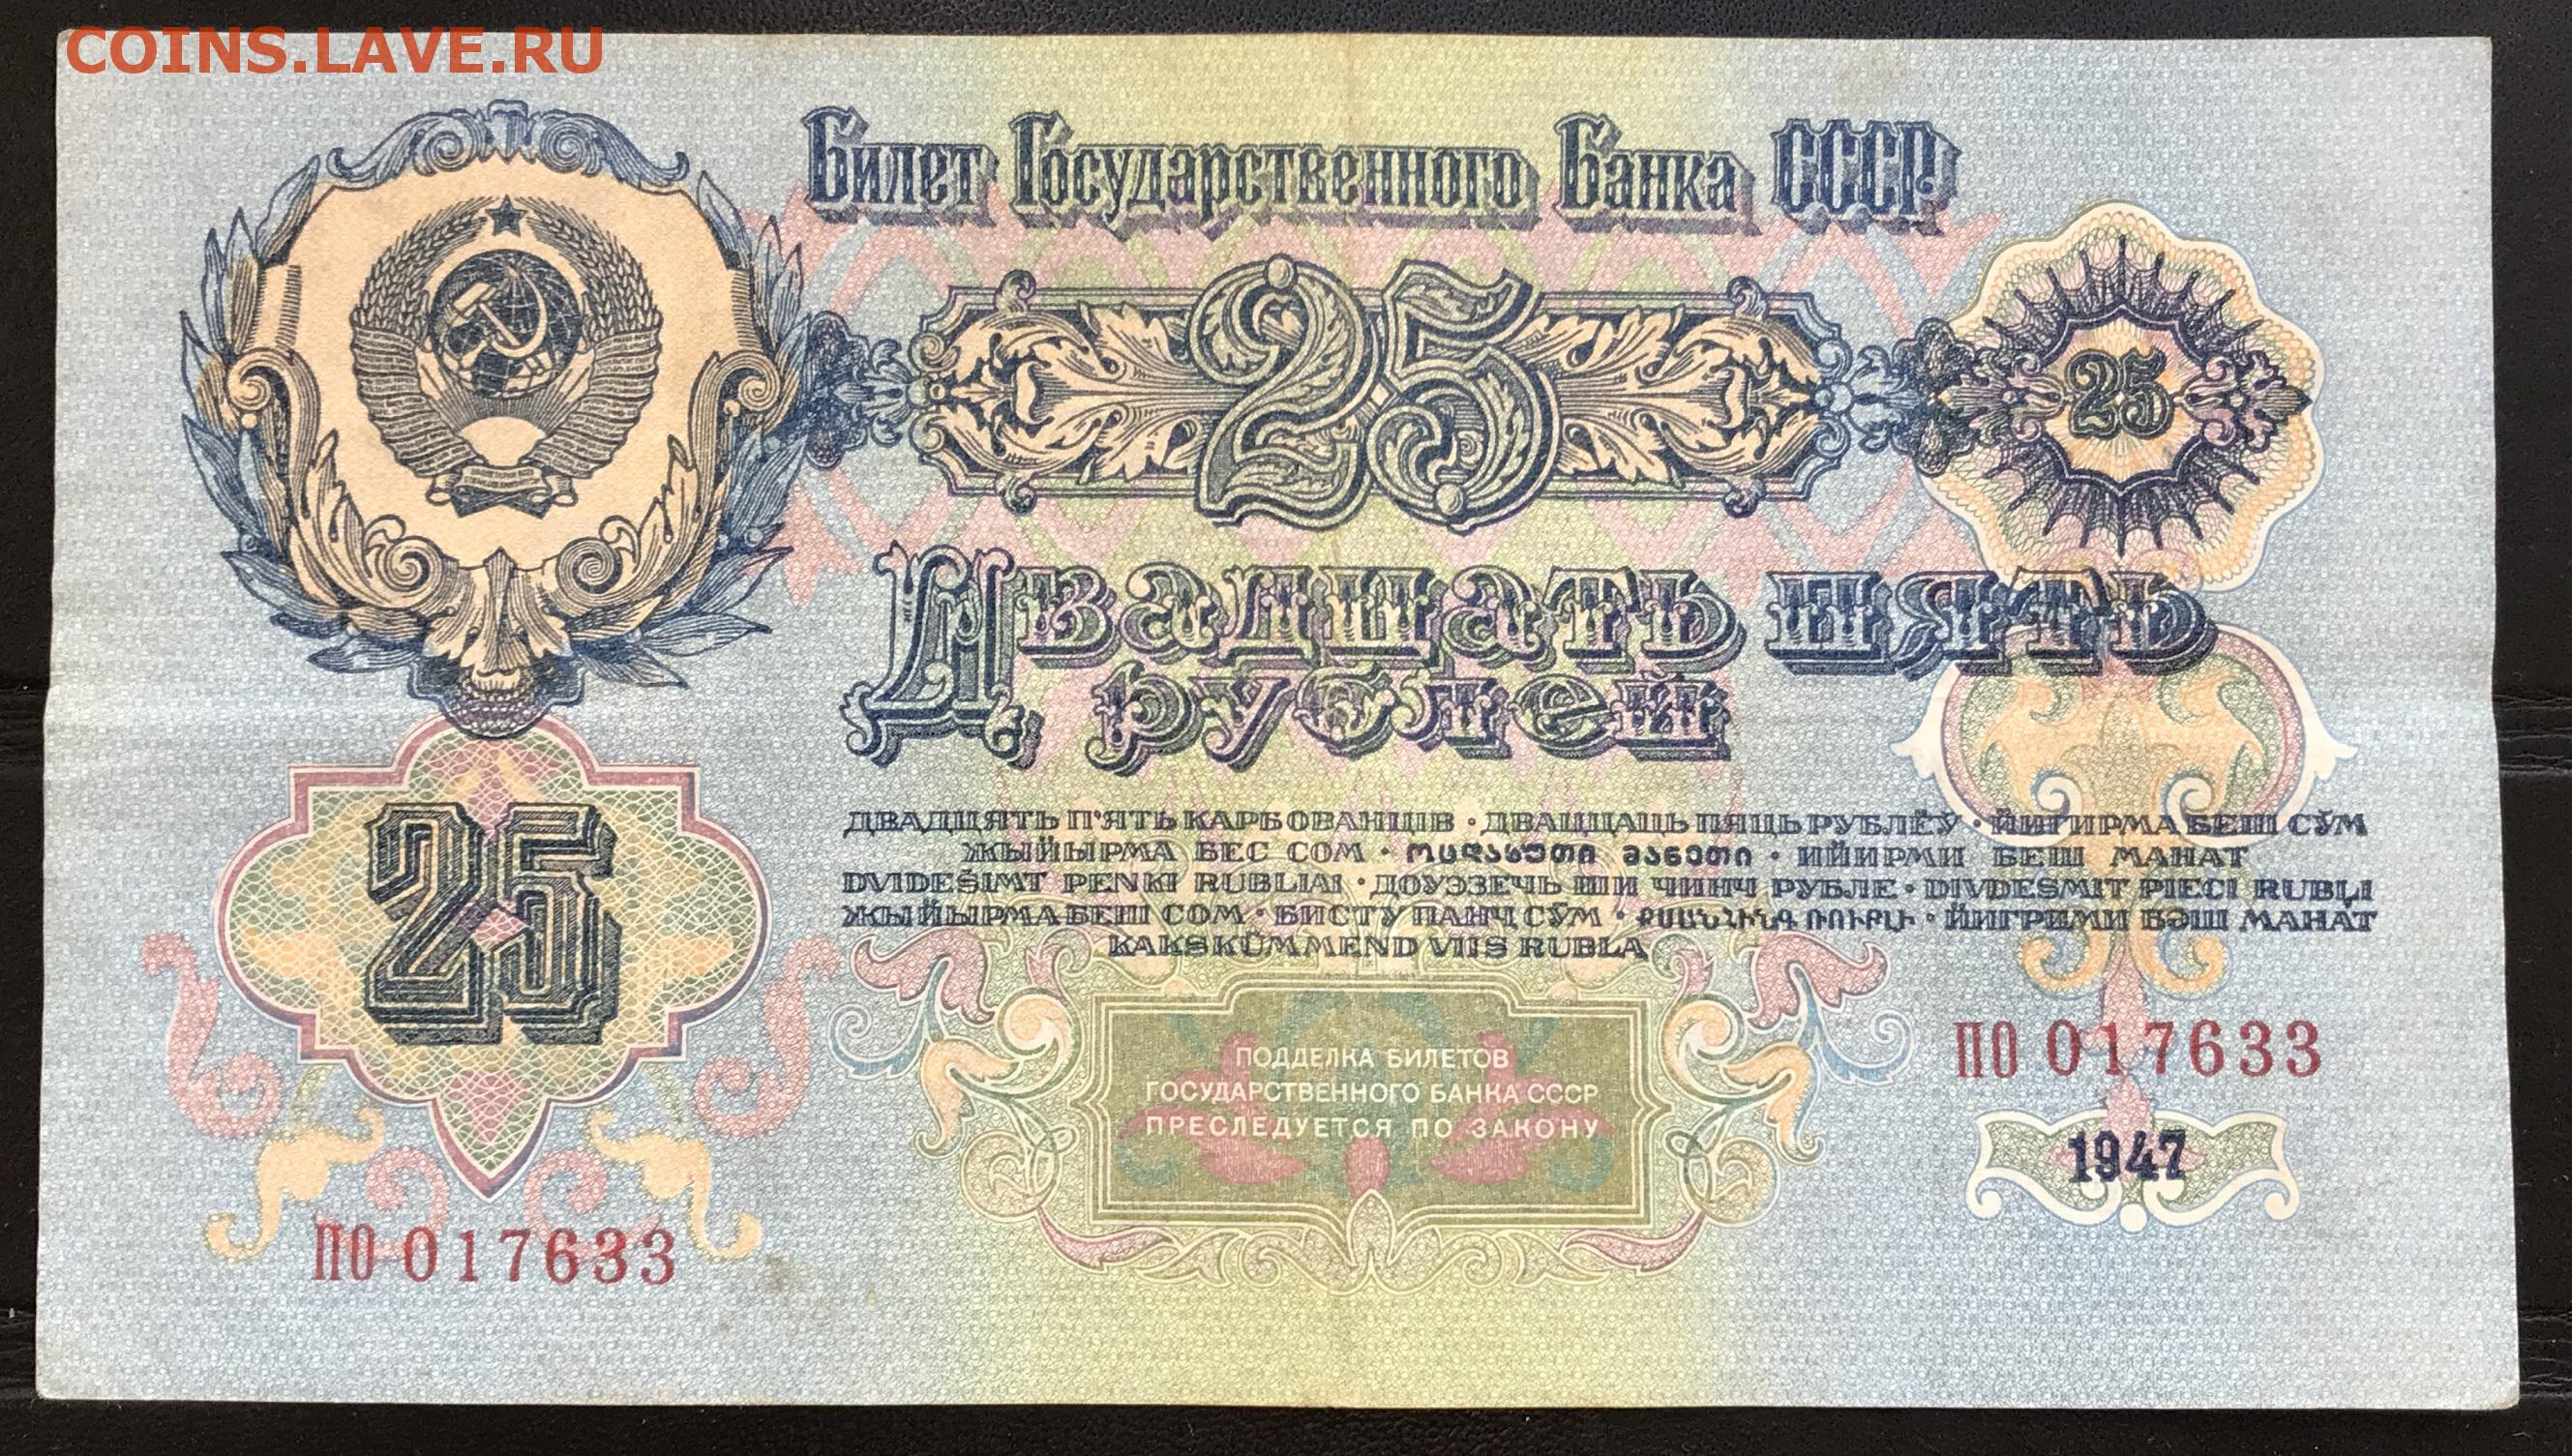 COINS.LAVE.RU
Билет Государственного Банка СССР
25
25
Двадцать пять
рублей
25
ДВАДЦЯТЬ П'ЯТЬ КАРБОВАНЦІВ • ДВАЦЦАЦЬ ПЯЦЬ РУБЛЁЎ • ЙИГИРМА БЕШ СЎМ
ЖЫЙЫРМА БЕС СОМ • ᲝᲪᲓᲐᲮᲣᲗᲘ ᲛᲐᲜᲔᲗᲘ • ИЙИРМИ БЕШ МАНАТ
DVIDEŠIMT PENKI RUBLIAI • ДОУЭЗЕЧЬ ШИ ЧИНЧ РУБЛЕ • DIVDESMIT PIECI RUBĻI
ЖЫЙЫРМА БЕШ СОМ • БИСТУ ПАНҶ СӮМ • ՔՍԱՆՀԻՆԳ ՌՈՒԲԼԻ • ЙИГРИМИ БӘШ МАНАТ
KAKSKÜMMEND VIIS RUBLA
ПОДДЕЛКА БИЛЕТОВ
ГОСУДАРСТВЕННОГО БАНКА СССР
ПРЕСЛЕДУЕТСЯ ПО ЗАКОНУ
ПО 017633
1947
ПО 017633